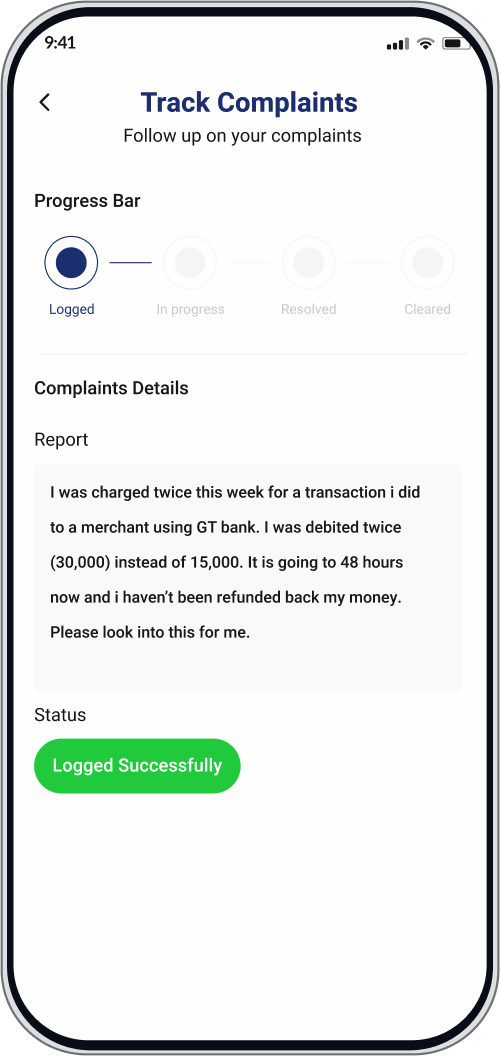 9:41
Track Complaints
Follow up on your complaints
Progress Bar
Logged In progress Resolved Cleared
Complaints Details
Report
I was charged twice this week for a transaction i did
to a merchant using GT bank. I was debited twice
(30,000) instead of 15,000. It is going to 48 hours
now and i haven’t been refunded back my money.
Please look into this for me.
Status
Logged Successfully